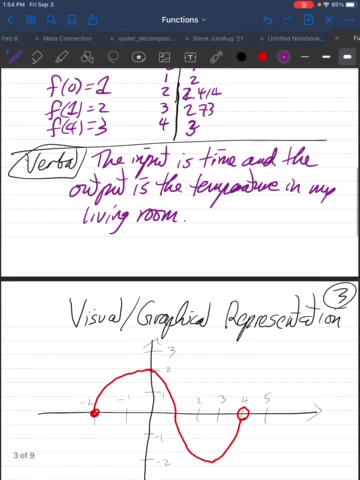 1:54 PM Fri Sep 3
85%
Functions
Feb 8
Meta Connection
oyster_decomposi
Steve Jun/Aug '21
Untitled Notebook
Fu
f(0)=1
f(1)=2
f(4)=3
1 2
2 2.414
3 2.73
4 3
Verbal The input is time and the
output is the temperature in my
living room.
3
Visual/Graphical Representation
3
2
1
-2 -1 2 3 4 5
-1
-2
3 of 9